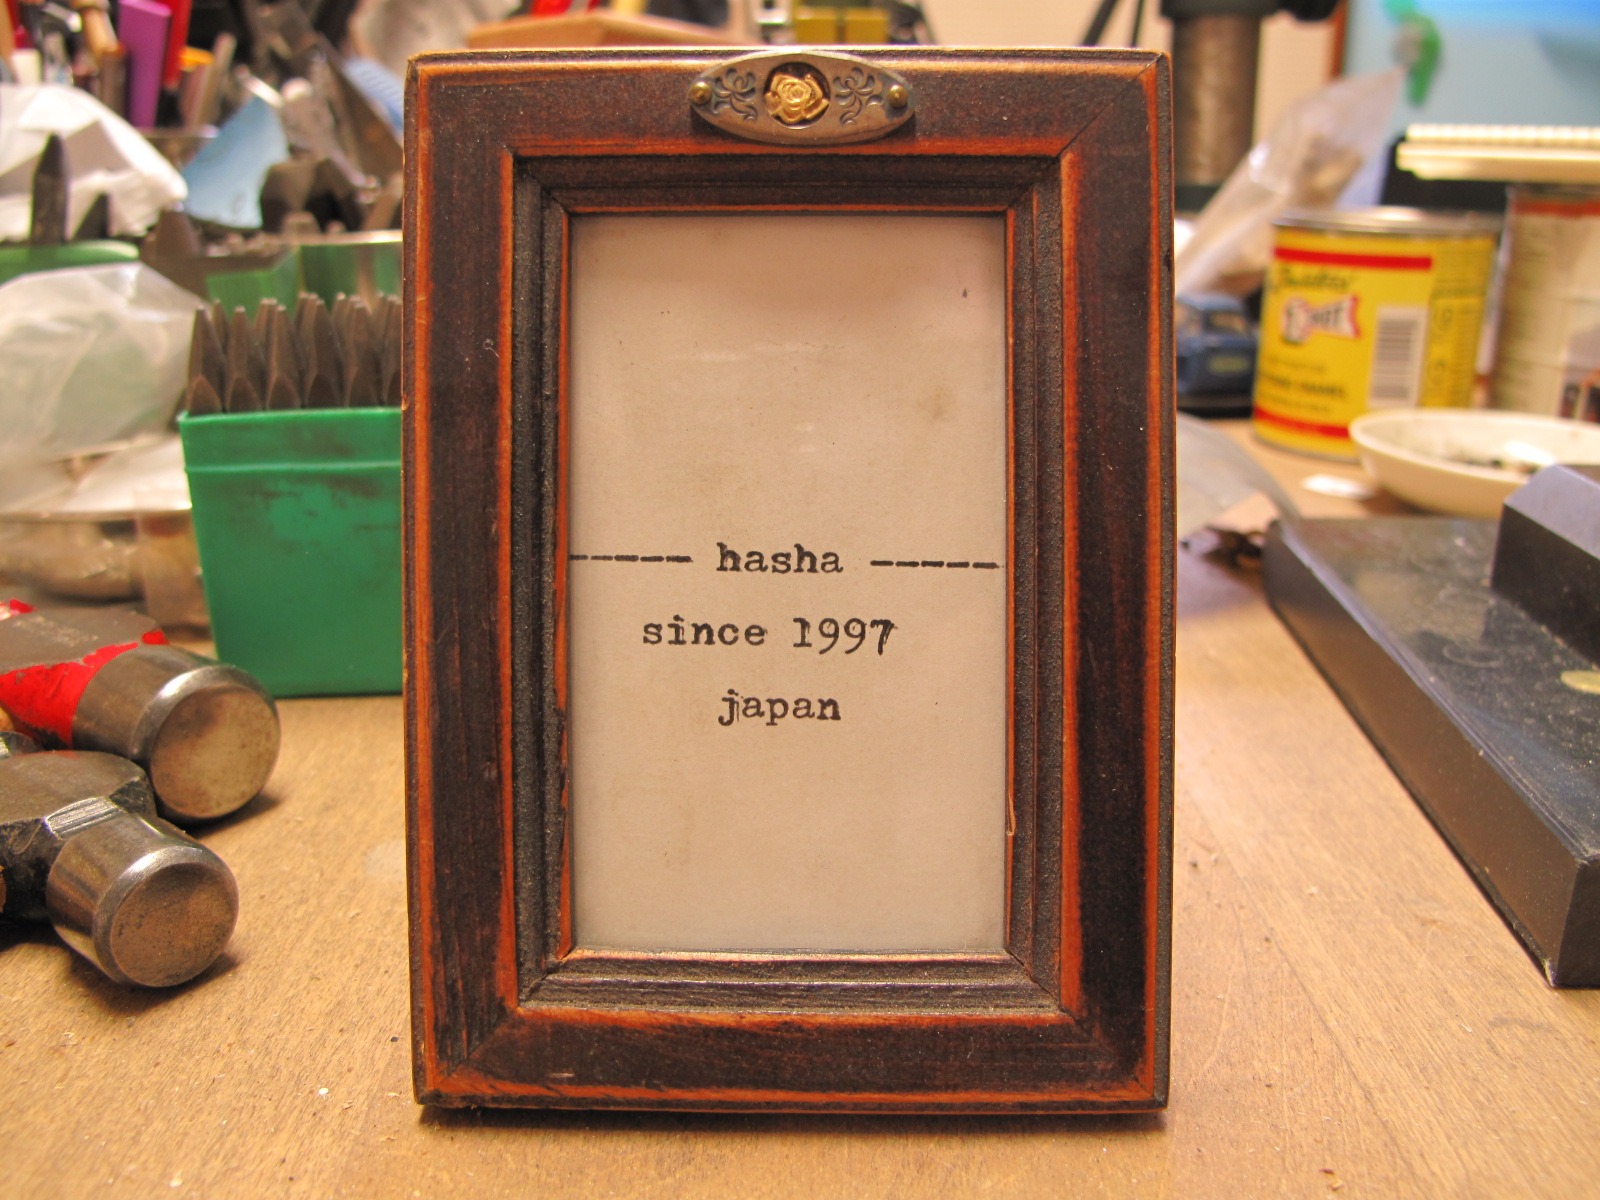 ----- hasha -----
since 1997
japan